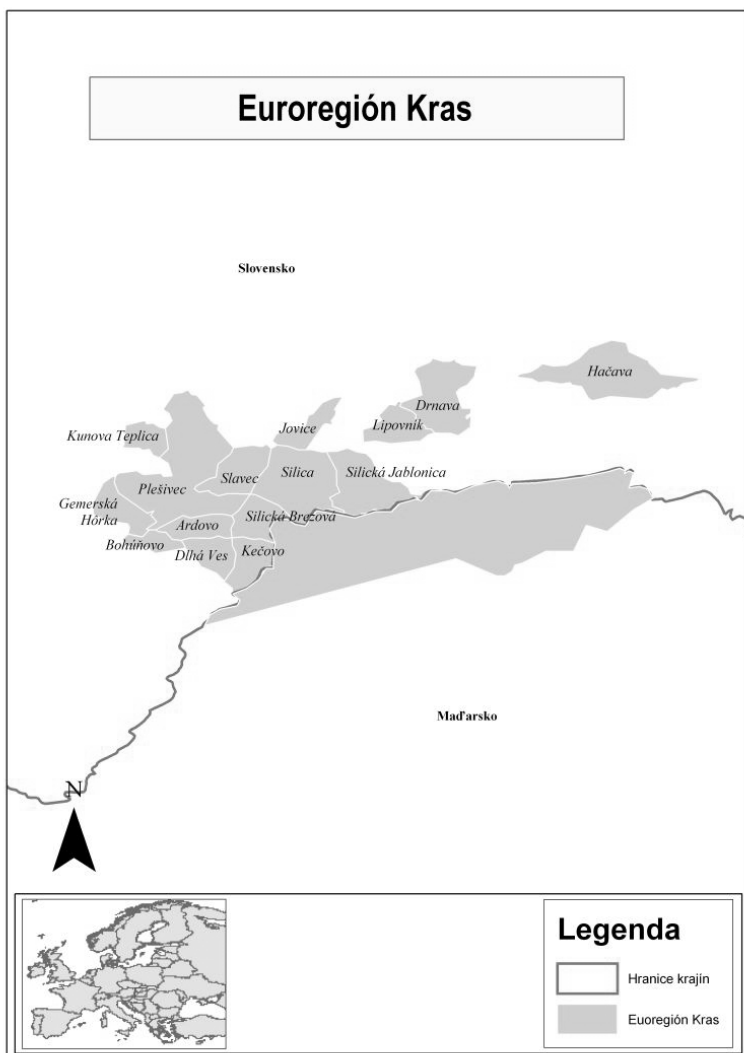 Euroregión Kras
Slovensko
Hačava
Drnava
Lipovník
Jovice
Kunova Teplica
Slavec
Silica
Silická Jablonica
Plešivec
Gemerská
Hôrka
Ardovo
Silická Brezová
Bohúňovo
Dlhá Ves
Kečovo
Maďarsko
N
Legenda
Hranice krajín
Euoregión Kras